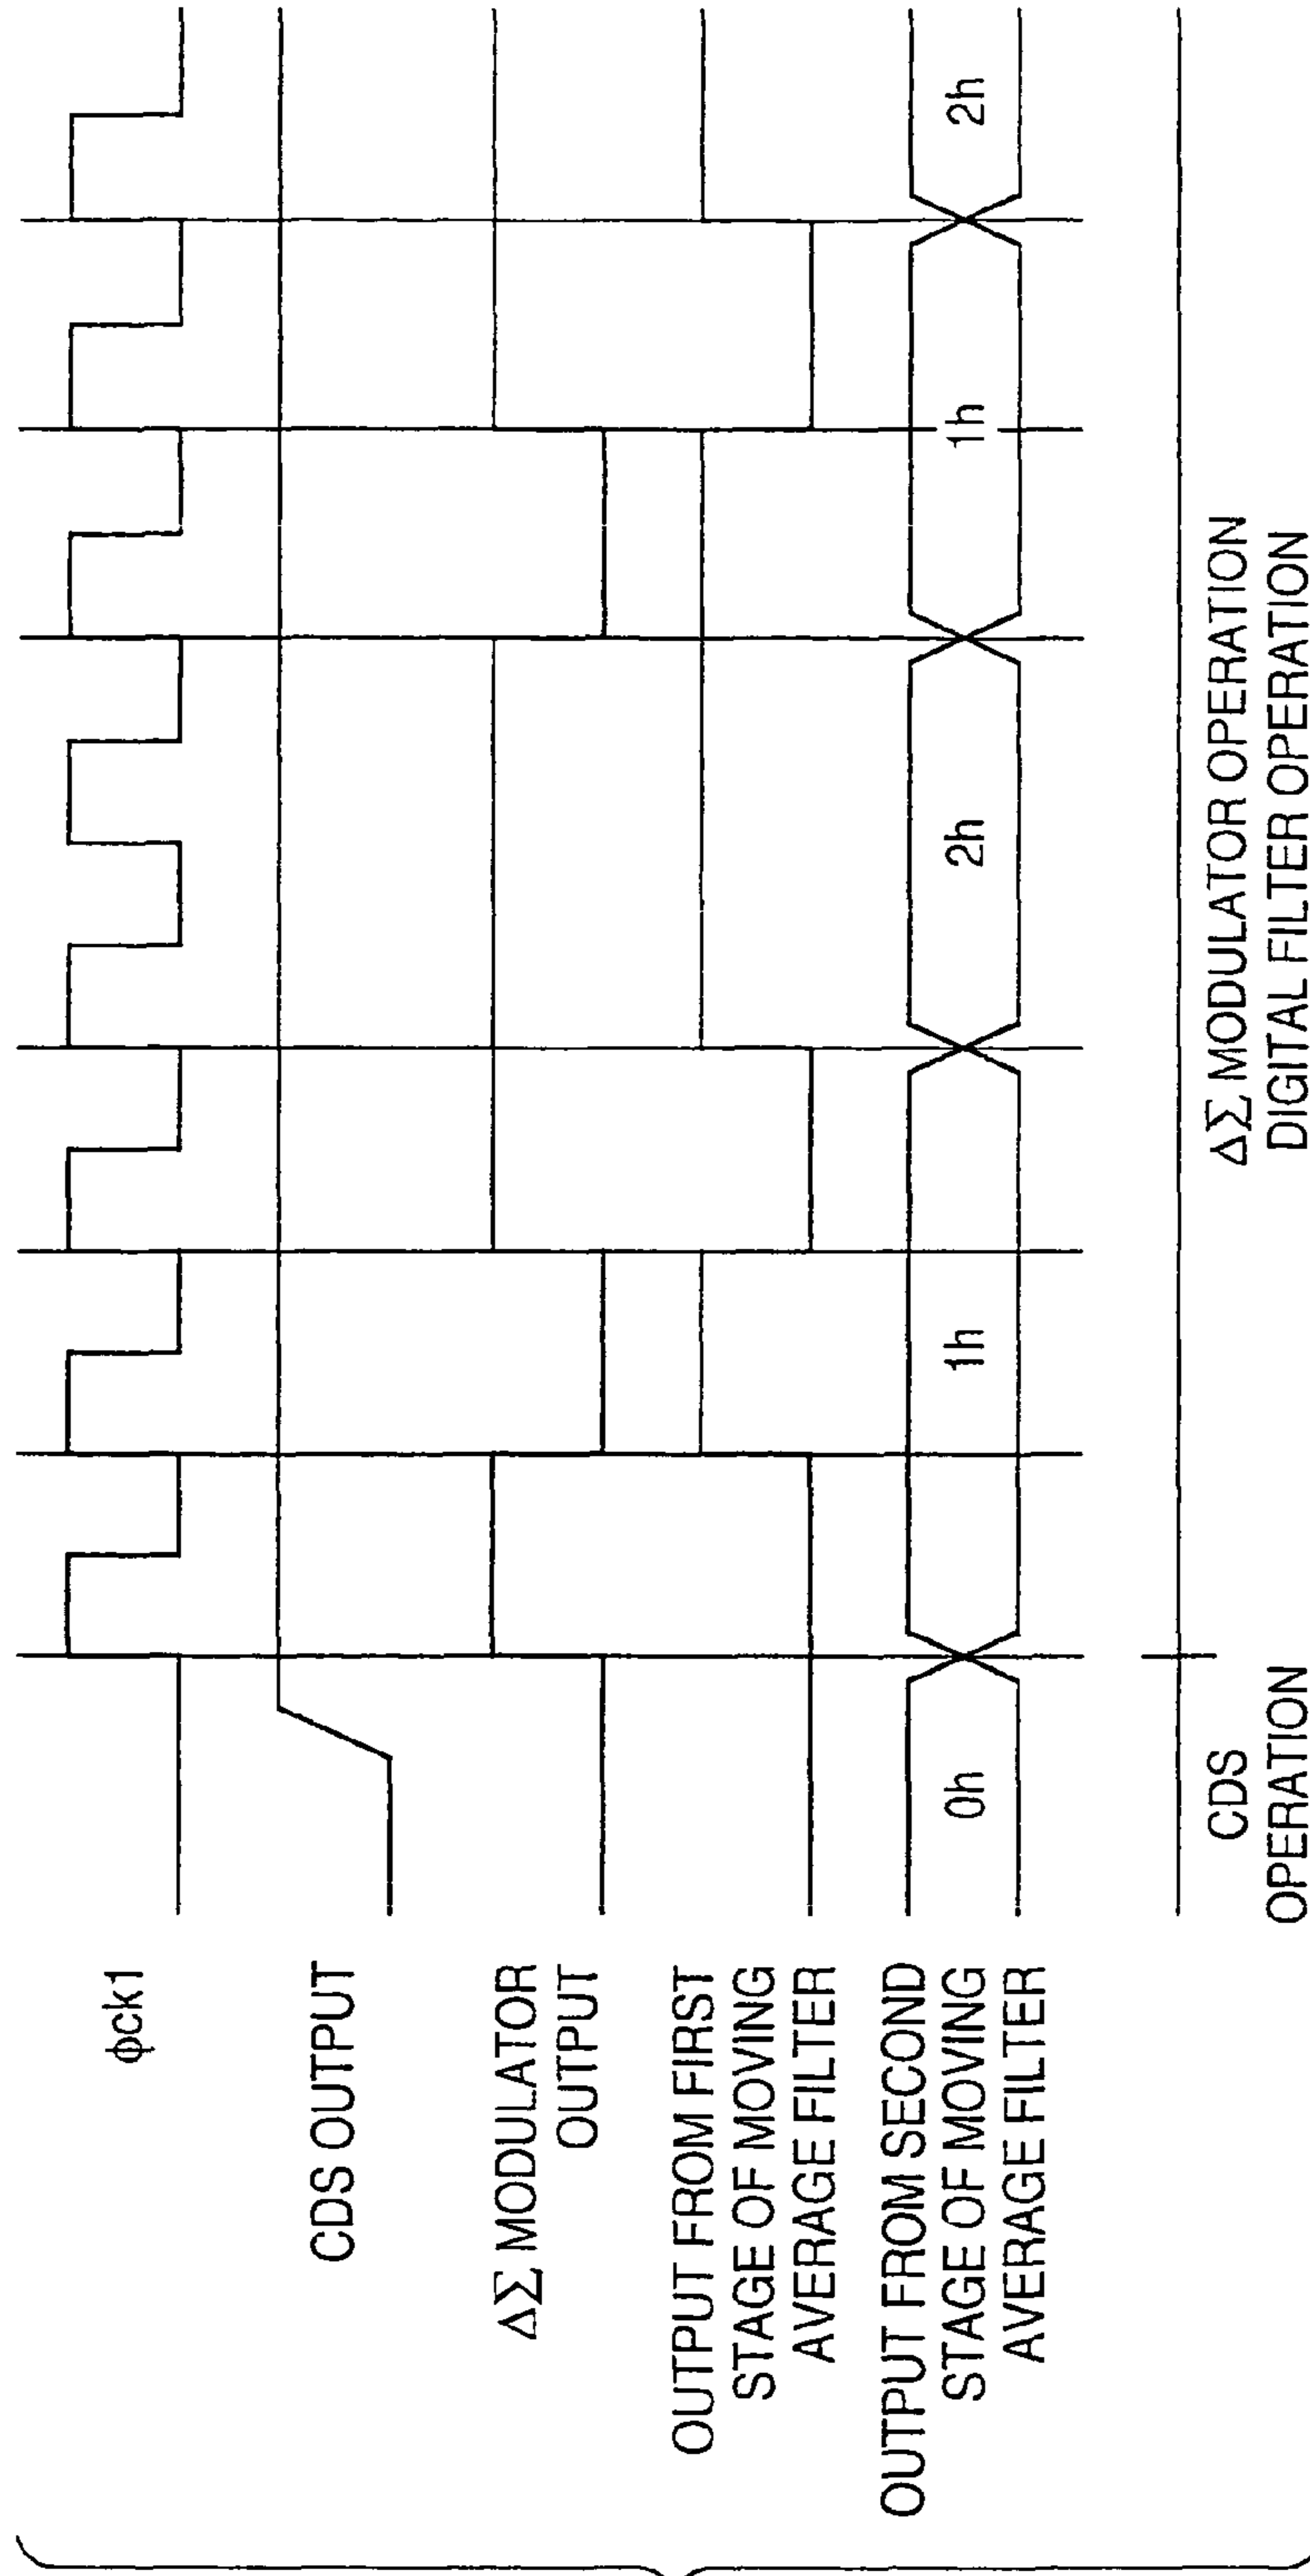 ϕck1
CDS OUTPUT
ΔΣ MODULATOR
OUTPUT
OUTPUT FROM FIRST
STAGE OF MOVING
AVERAGE FILTER
OUTPUT FROM SECOND
STAGE OF MOVING
AVERAGE FILTER
0h
1h
2h
1h
2h
CDS
OPERATION
ΔΣ MODULATOR OPERATION
DIGITAL FILTER OPERATION